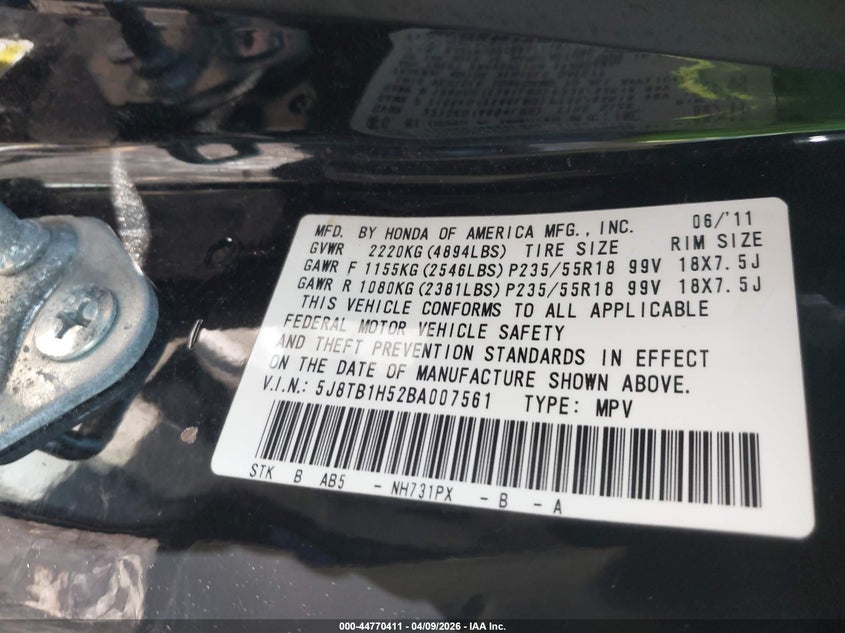 MFD. BY HONDA OF AMERICA MFG., INC. 06/'11
GVWR 2220KG(4894LBS) TIRE SIZE RIM SIZE
GAWR F 1155KG(2546LBS) P235/55R18 99V 18X7.5J
GAWR R 1080KG(2381LBS) P235/55R18 99V 18X7.5J
THIS VEHICLE CONFORMS TO ALL APPLICABLE
FEDERAL MOTOR VEHICLE SAFETY
AND THEFT PREVENTION STANDARDS IN EFFECT
ON THE DATE OF MANUFACTURE SHOWN ABOVE.
V.I.N.: 5J8TB1H52BA007561 TYPE: MPV
STK B AB5 - NH731PX - B - A
000-44770411 - 04/09/2026 - IAA Inc.